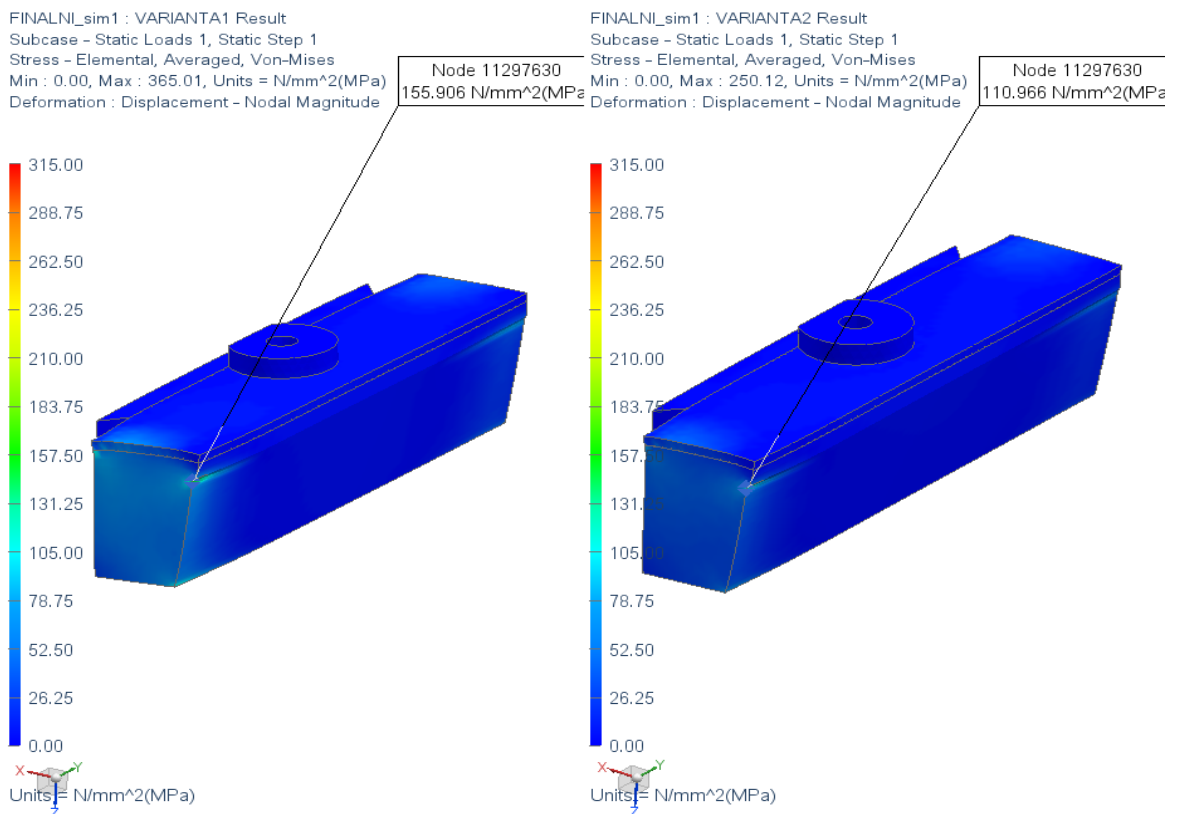 FINALNI_sim1 : VARIANTA1 Result
Subcase - Static Loads 1, Static Step 1
Stress - Elemental, Averaged, Von-Mises
Min : 0.00, Max : 365.01, Units = N/mm^2(MPa)
Deformation : Displacement - Nodal Magnitude
Node 11297630
155.906 N/mm^2(MPa
315.00
288.75
262.50
236.25
210.00
183.75
157.50
131.25
105.00
78.75
52.50
26.25
0.00
X
Y
Z
Units = N/mm^2(MPa)
FINALNI_sim1 : VARIANTA2 Result
Subcase - Static Loads 1, Static Step 1
Stress - Elemental, Averaged, Von-Mises
Min : 0.00, Max : 250.12, Units = N/mm^2(MPa)
Deformation : Displacement - Nodal Magnitude
Node 11297630
110.966 N/mm^2(MPa
315.00
288.75
262.50
236.25
210.00
183.75
157.50
131.25
105.00
78.75
52.50
26.25
0.00
X
Y
Z
Units = N/mm^2(MPa)